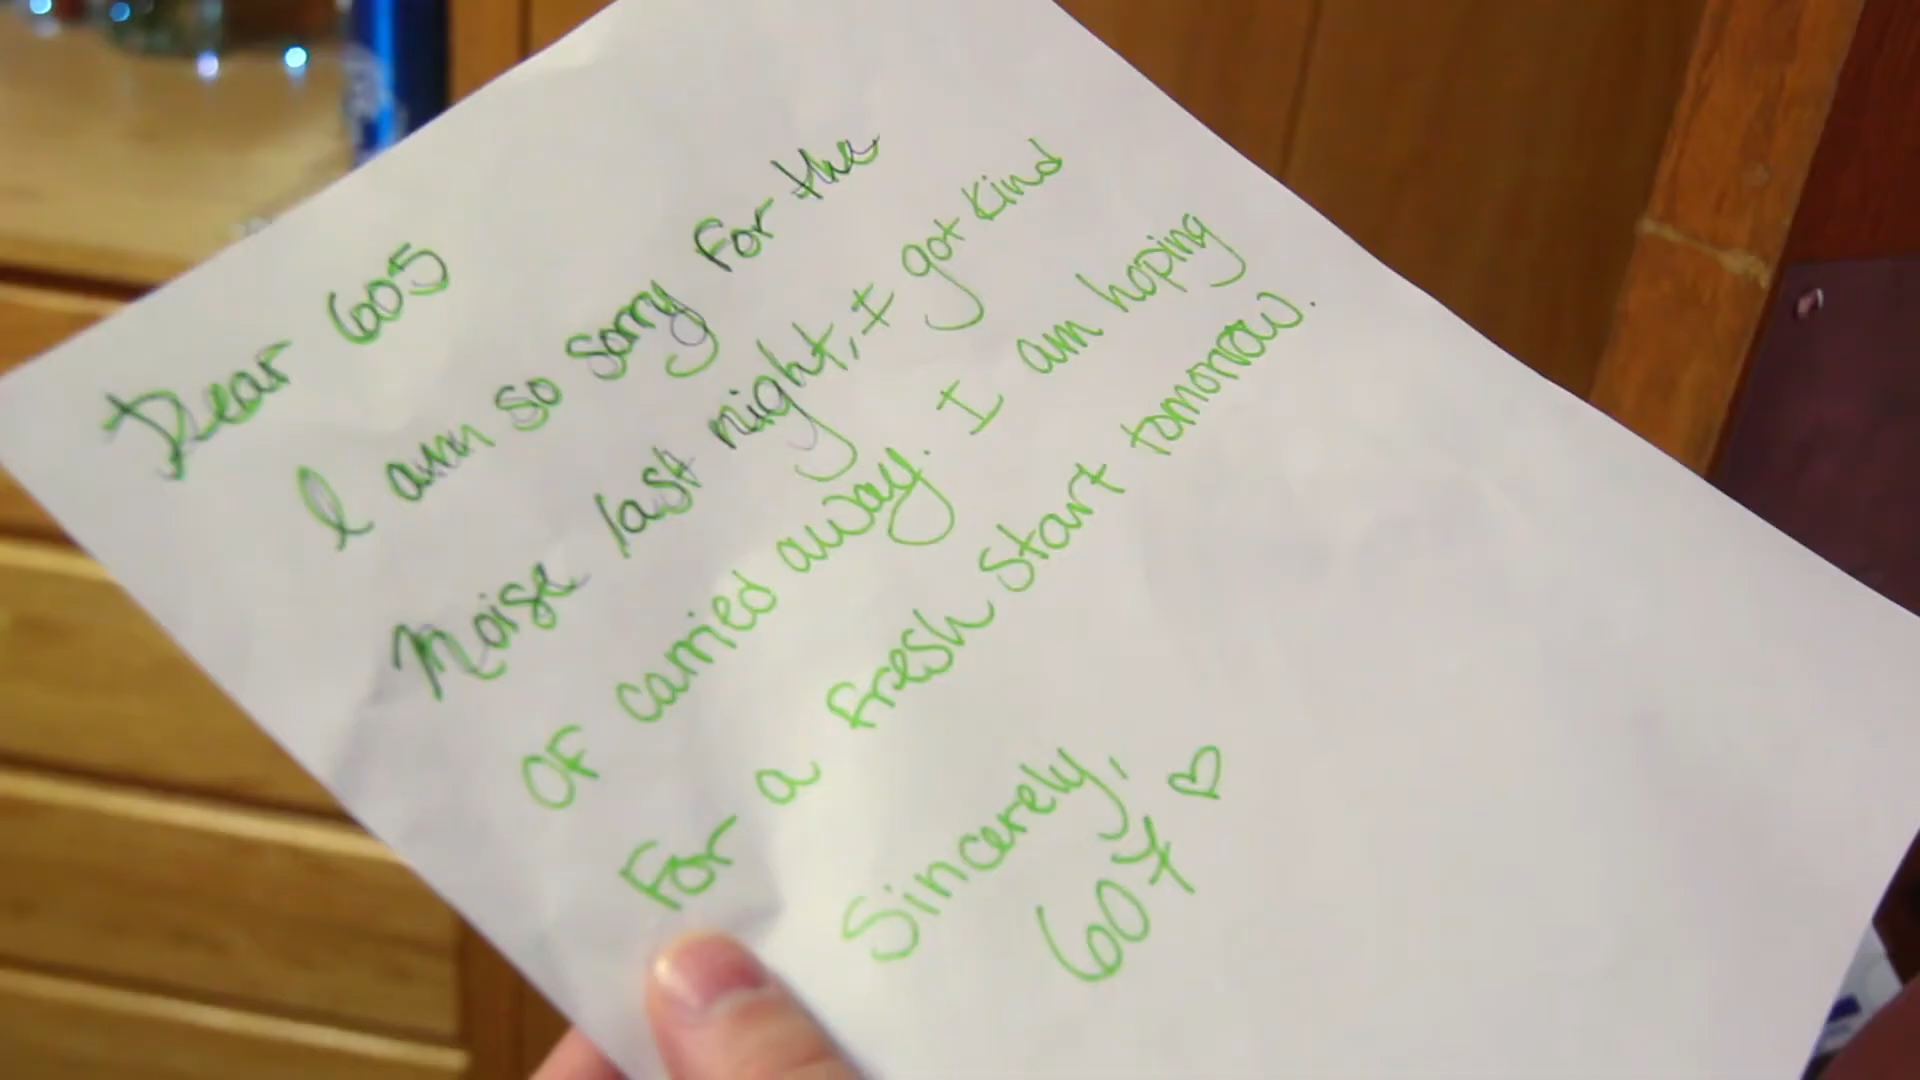 Dear 605
I am so sorry For the
Noise last night, I got kind
OF carried away. I am hoping
For a fresh start tomorrow.
Sincerely,
607 ♡